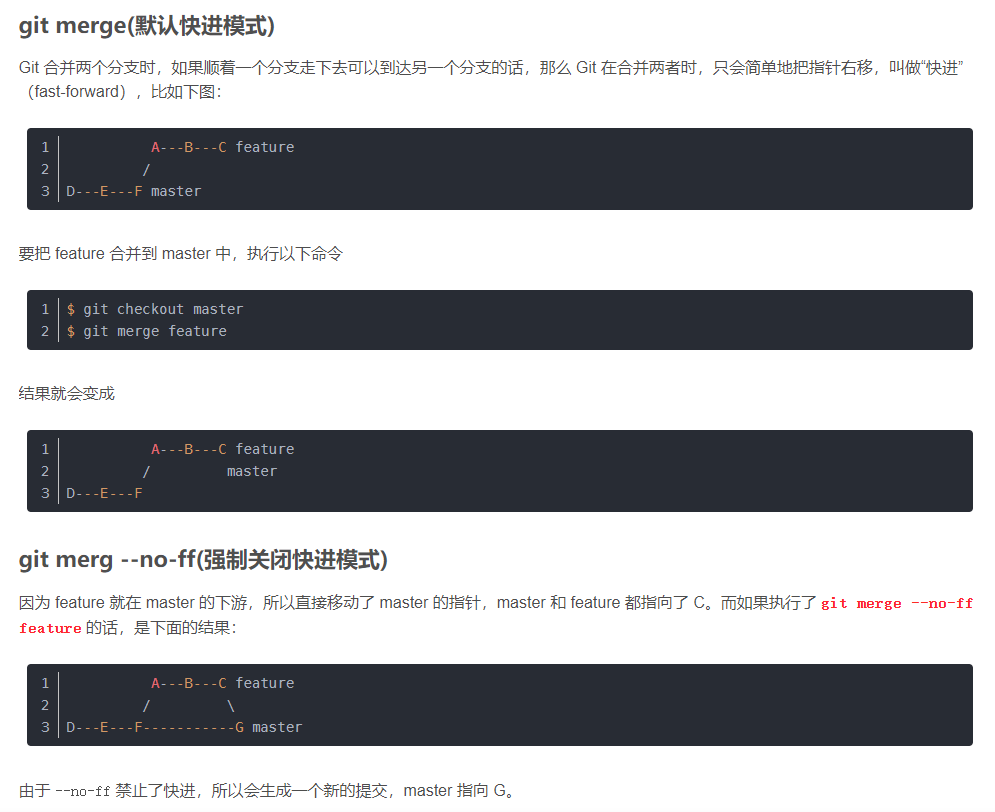 git merge(默认快进模式)
Git 合并两个分支时，如果顺着一个分支走下去可以到达另一个分支的话，那么 Git 在合并两者时，只会简单地把指针右移，叫做“快进”
（fast-forward），比如下图：
1           A---B---C feature
2          /
3 D---E---F master
要把 feature 合并到 master 中，执行以下命令
1 $ git checkout master
2 $ git merge feature
结果就会变成
1           A---B---C feature
2          /         master
3 D---E---F
git merg --no-ff(强制关闭快进模式)
因为 feature 就在 master 的下游，所以直接移动了 master 的指针，master 和 feature 都指向了 C。而如果执行了 git merge --no-ff
feature 的话，是下面的结果：
1           A---B---C feature
2          /         \
3 D---E---F-----------G master
由于 --no-ff 禁止了快进，所以会生成一个新的提交，master 指向 G。